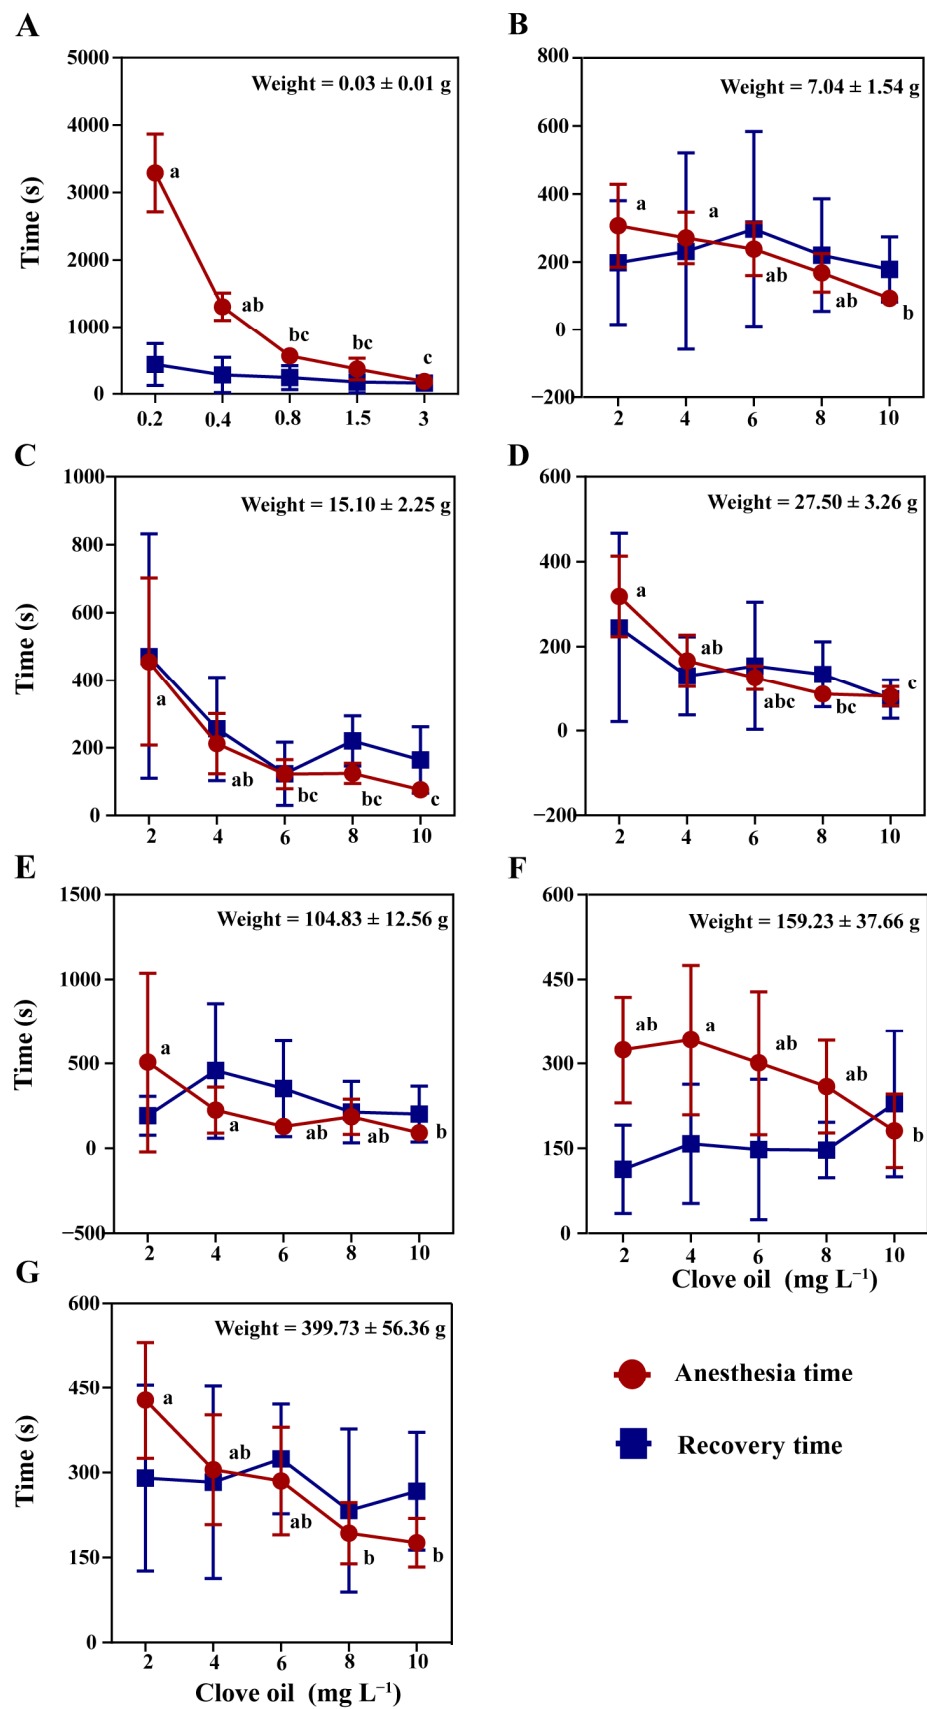 A
Weight = 0.03 ± 0.01 g
Time (s)
5000
4000
3000
2000
1000
0
a
ab
bc
bc
c
0.2 0.4 0.8 1.5 3
B
Weight = 7.04 ± 1.54 g
800
600
400
200
0
−200
a
a
ab
ab
b
2 4 6 8 10
C
Weight = 15.10 ± 2.25 g
Time (s)
1000
800
600
400
200
0
a
ab
bc
bc
c
2 4 6 8 10
D
Weight = 27.50 ± 3.26 g
600
400
200
0
−200
a
ab
abc
bc
c
2 4 6 8 10
E
Weight = 104.83 ± 12.56 g
Time (s)
1500
1000
500
0
−500
a
a
ab
ab
b
2 4 6 8 10
F
Weight = 159.23 ± 37.66 g
600
450
300
150
0
ab
a
ab
ab
b
2 4 6 8 10
Clove oil (mg L⁻¹)
G
Weight = 399.73 ± 56.36 g
Time (s)
600
450
300
150
0
a
ab
ab
b
b
2 4 6 8 10
Clove oil (mg L⁻¹)
Anesthesia time
Recovery time